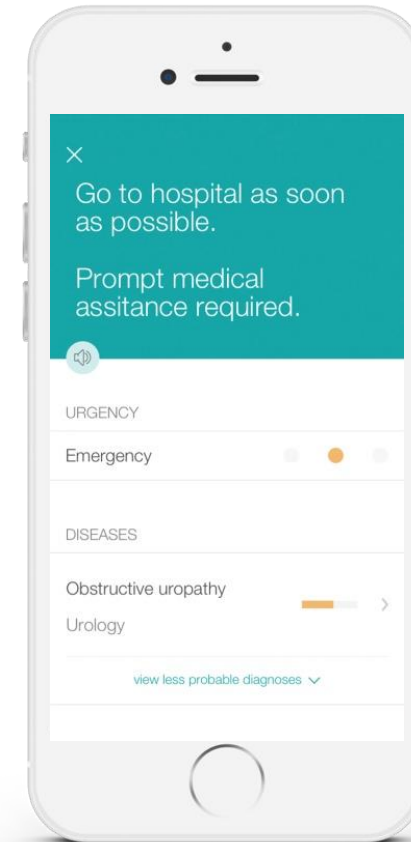 Go to hospital as soon
as possible.
Prompt medical
assitance required.
URGENCY
Emergency
DISEASES
Obstructive uropathy
Urology
view less probable diagnoses